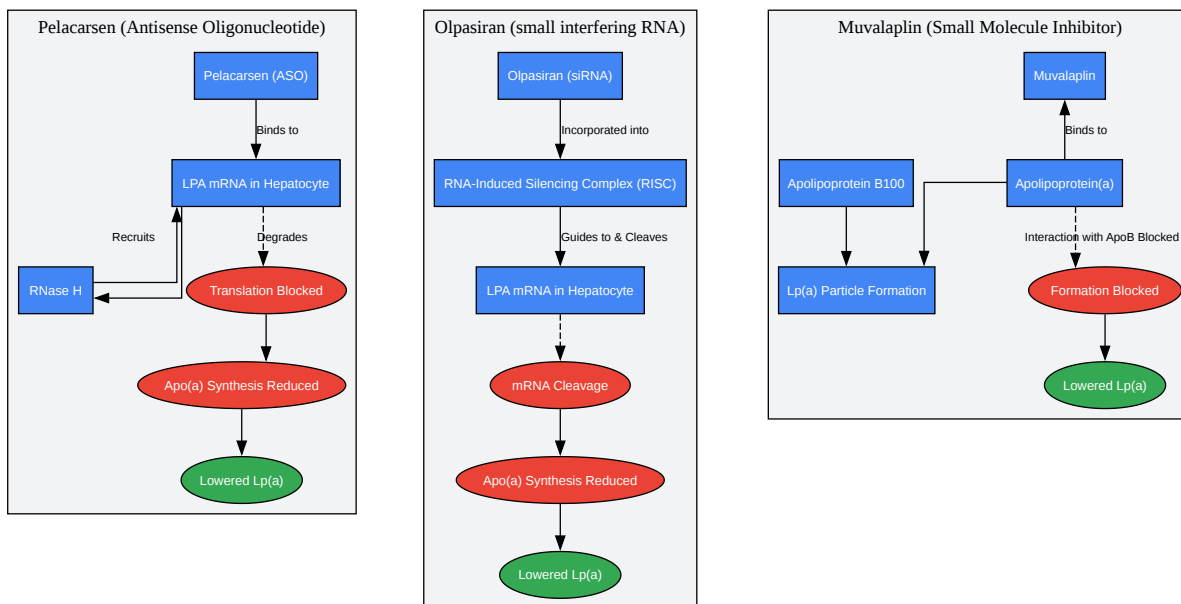 Pelacarsen (Antisense Oligonucleotide)
Pelacarsen (ASO)
Binds to
LPA mRNA in Hepatocyte
Recruits
Degrades
RNase H
Translation Blocked
Apo(a) Synthesis Reduced
Lowered Lp(a)
Olpasiran (small interfering RNA)
Olpasiran (siRNA)
Incorporated into
RNA-Induced Silencing Complex (RISC)
Guides to & Cleaves
LPA mRNA in Hepatocyte
mRNA Cleavage
Apo(a) Synthesis Reduced
Lowered Lp(a)
Muvalaplin (Small Molecule Inhibitor)
Muvalaplin
Binds to
Apolipoprotein B100
Apolipoprotein(a)
Interaction with ApoB Blocked
Lp(a) Particle Formation
Formation Blocked
Lowered Lp(a)